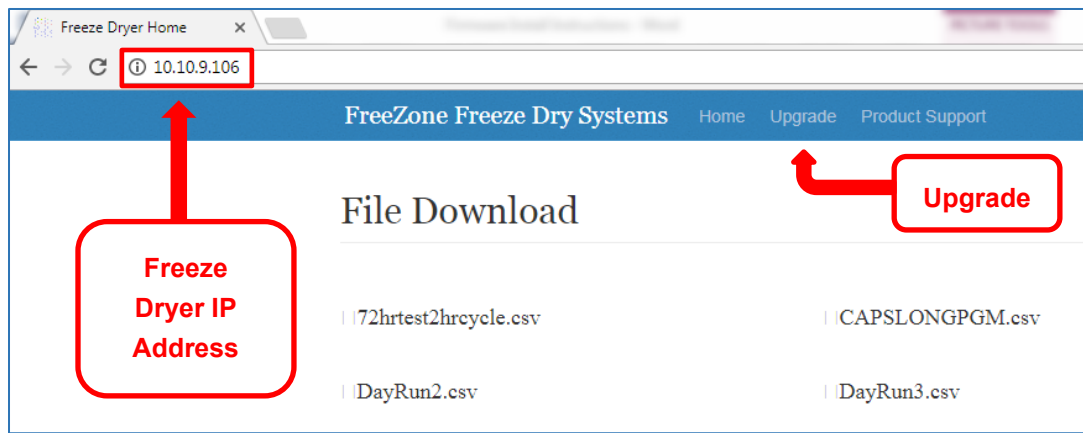 Freeze Dryer Home
10.10.9.106
FreeZone Freeze Dry Systems Home Upgrade Product Support
Upgrade
File Download
Freeze
Dryer IP
Address
72hrtest2hrcycle.csv CAPSLONGPGM.csv
DayRun2.csv DayRun3.csv